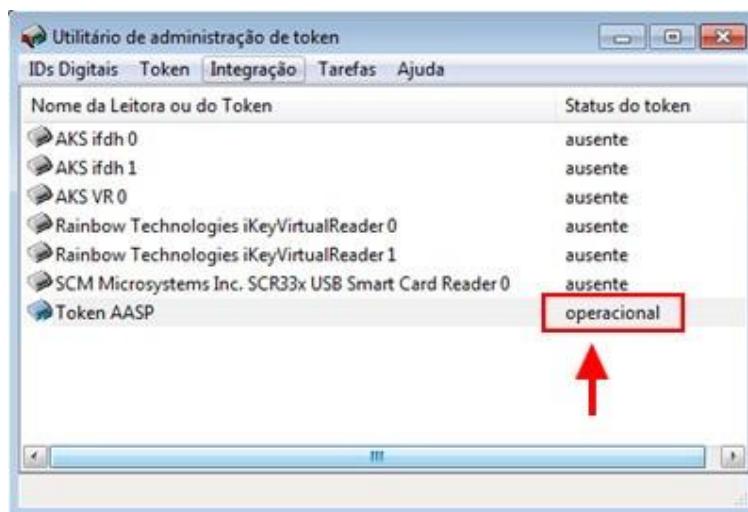 Utilitário de administração de token
IDs Digitais Token Integração Tarefas Ajuda
Nome da Leitora ou do Token Status do token
AKS ifdh 0 ausente
AKS ifdh 1 ausente
AKS VR 0 ausente
Rainbow Technologies iKeyVirtualReader 0 ausente
Rainbow Technologies iKeyVirtualReader 1 ausente
SCM Microsystems Inc. SCR33x USB Smart Card Reader 0 ausente
Token AASP operacional